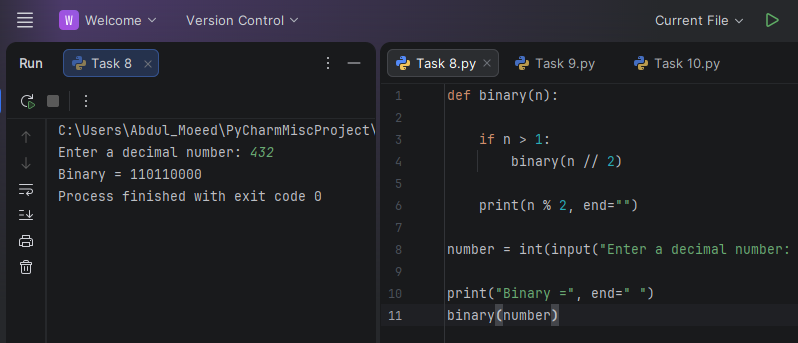 W Welcome Version Control Current File
Run Task 8
C:\Users\Abdul_Moeed\PyCharmMiscProject\
Enter a decimal number: 432
Binary = 110110000
Process finished with exit code 0
Task 8.py Task 9.py Task 10.py
1 def binary(n):
2
3     if n > 1:
4         binary(n // 2)
5
6     print(n % 2, end="")
7
8 number = int(input("Enter a decimal number:
9
10 print("Binary =", end=" ")
11 binary(number)